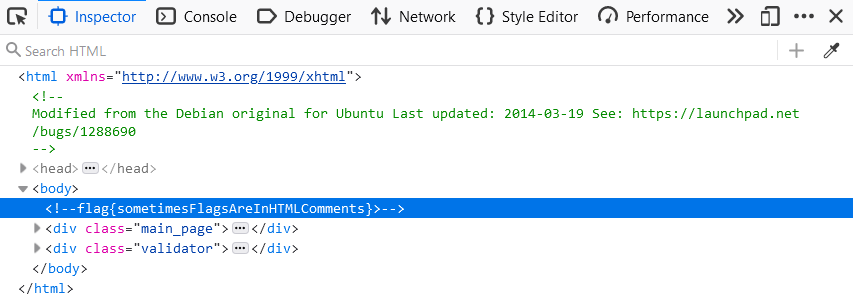 Inspector Console Debugger Network Style Editor Performance
Search HTML
<html xmlns="http://www.w3.org/1999/xhtml">
<!--
Modified from the Debian original for Ubuntu Last updated: 2014-03-19 See: https://launchpad.net
/bugs/1288690
-->
<head>⋯</head>
<body>
<!--flag{sometimesFlagsAreInHTMLComments}>-->
<div class="main_page">⋯</div>
<div class="validator">⋯</div>
</body>
</html>